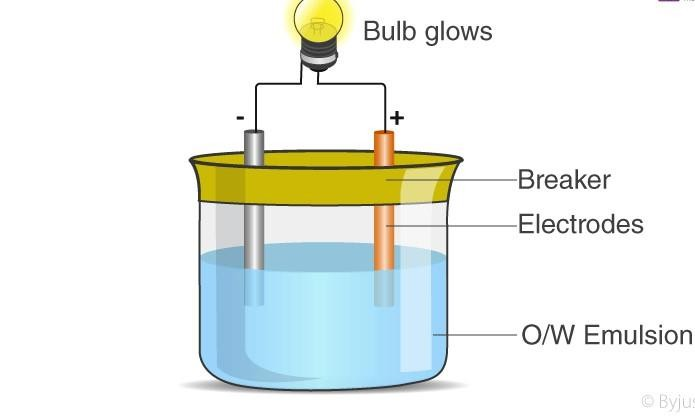 Bulb glows
- +
Breaker
Electrodes
O/W Emulsion
© Byjus